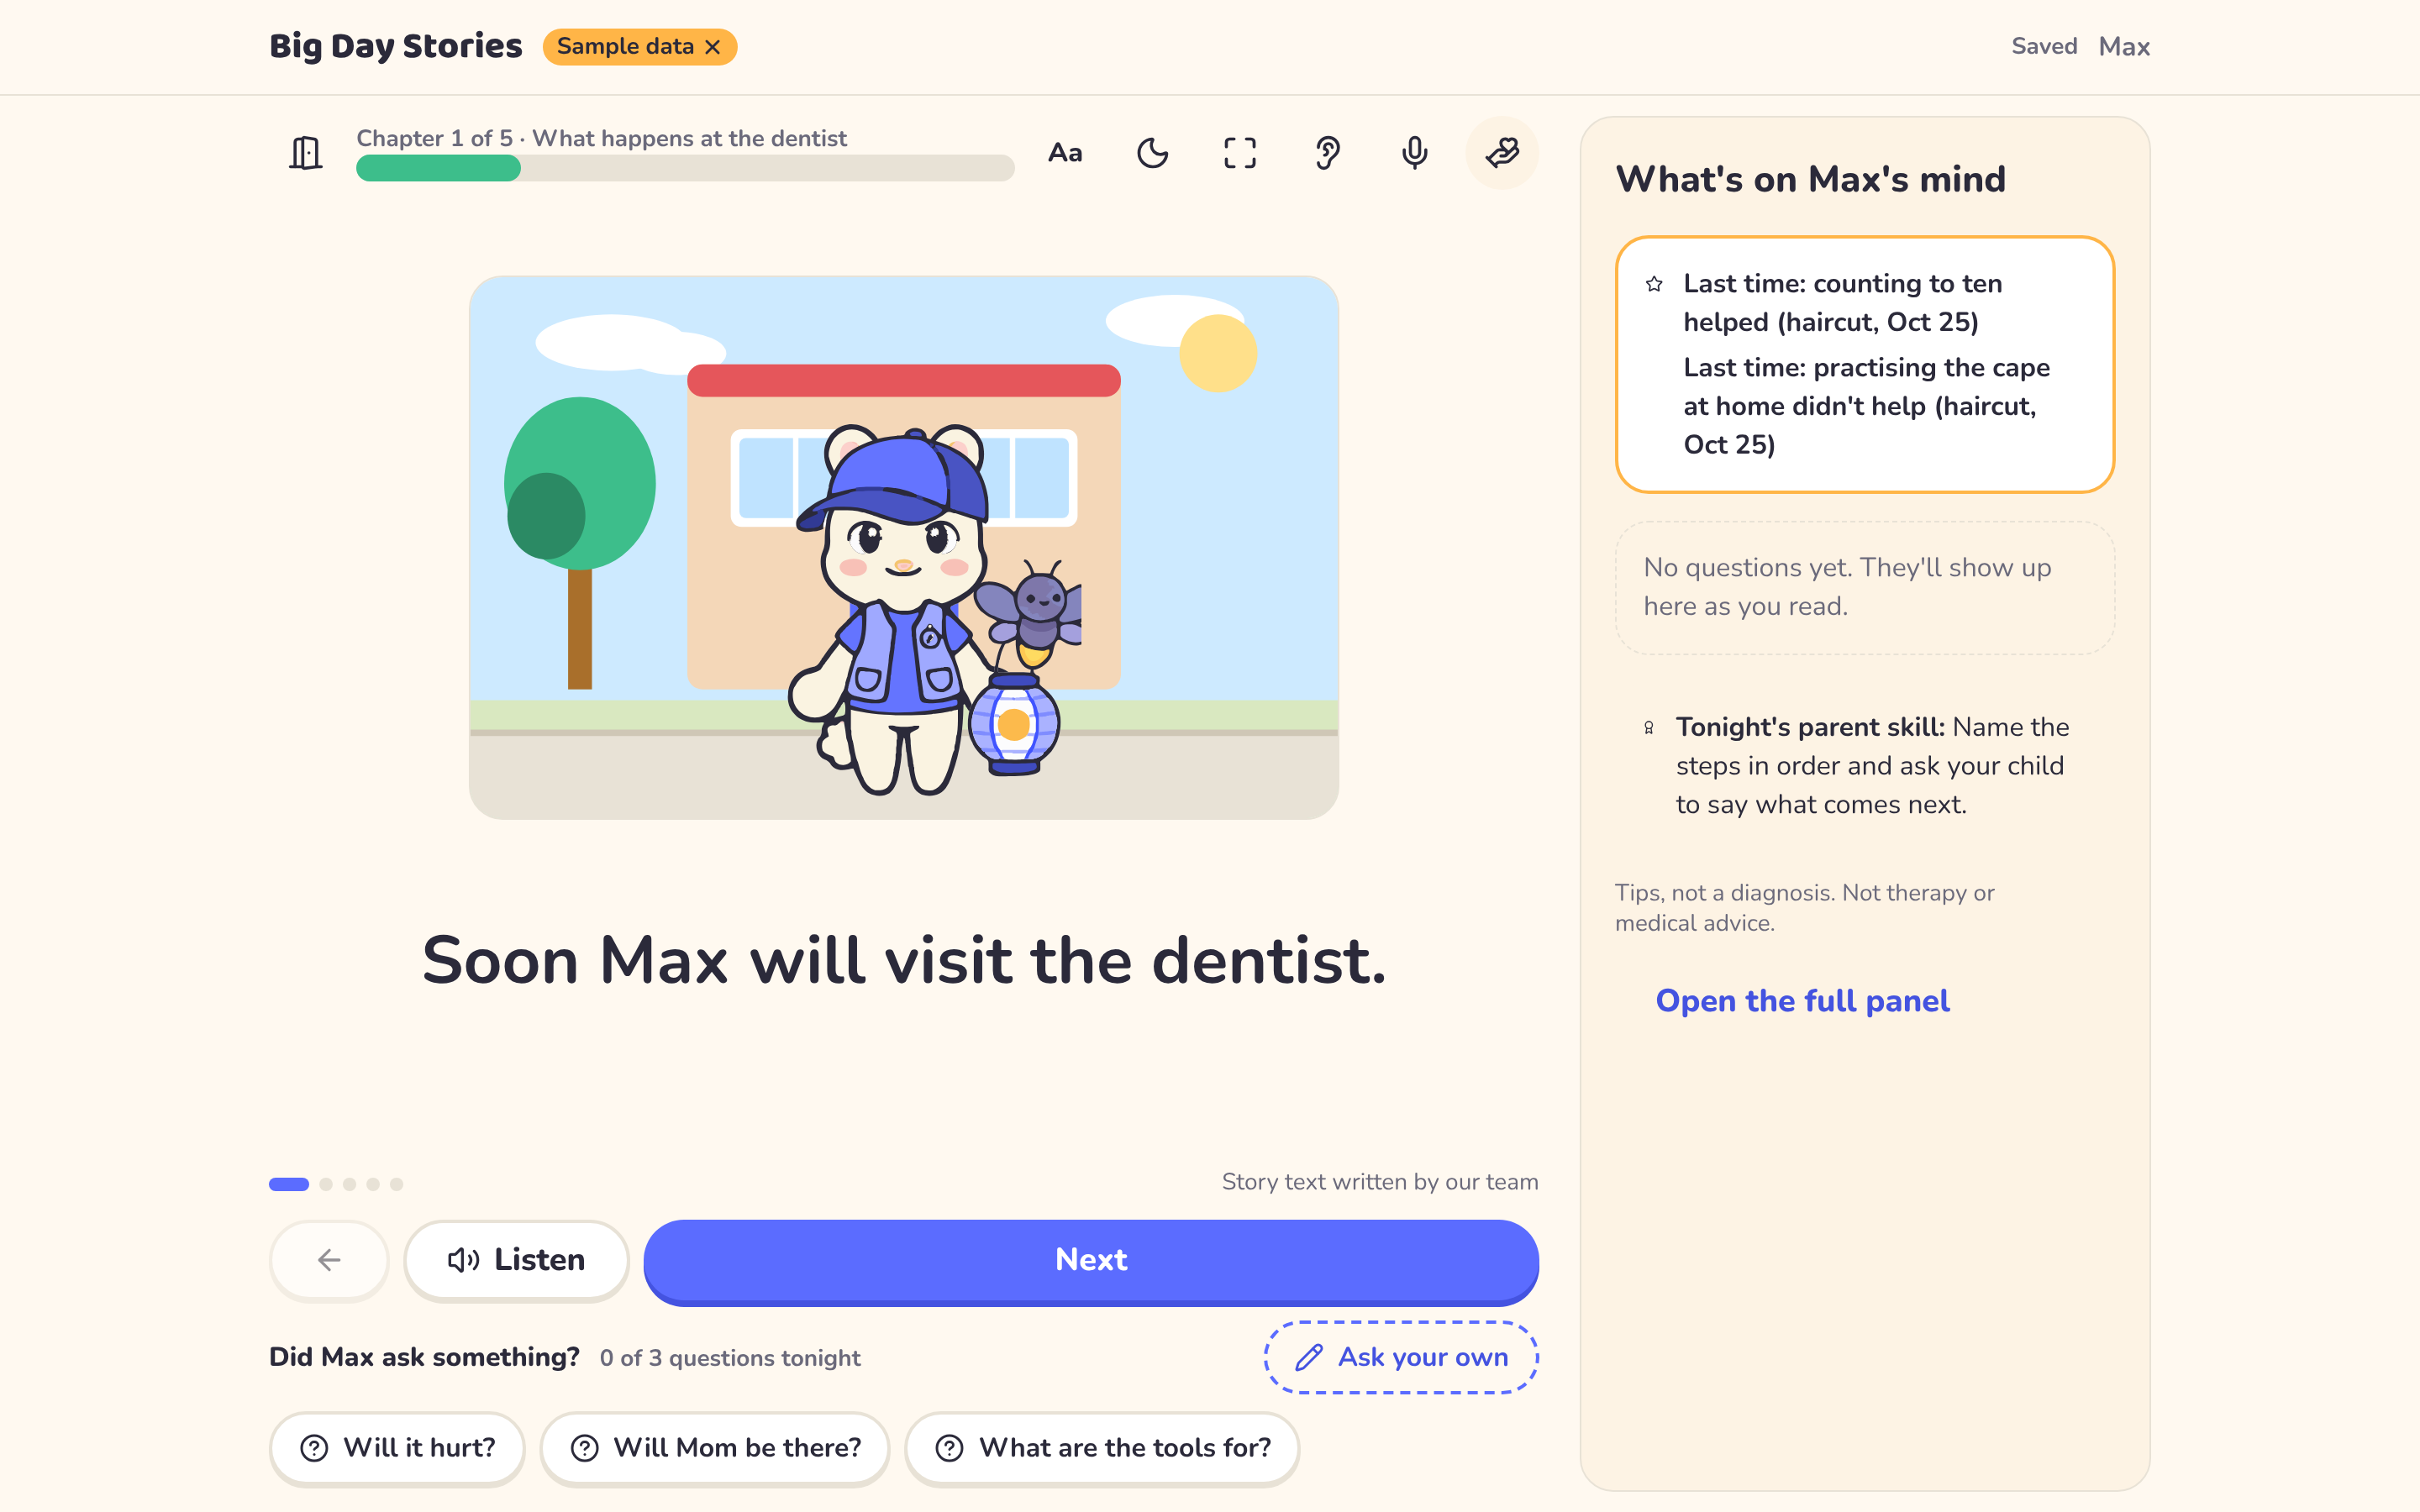 Big Day Stories
Sample data
Saved Max
Chapter 1 of 5 · What happens at the dentist
Aa
Soon Max will visit the dentist.
Story text written by our team
Listen
Next
Did Max ask something? 0 of 3 questions tonight
Ask your own
Will it hurt?
Will Mom be there?
What are the tools for?
What's on Max's mind
Last time: counting to ten
helped (haircut, Oct 25)
Last time: practising the cape
at home didn't help (haircut,
Oct 25)
No questions yet. They'll show up
here as you read.
Tonight's parent skill: Name the
steps in order and ask your child
to say what comes next.
Tips, not a diagnosis. Not therapy or
medical advice.
Open the full panel